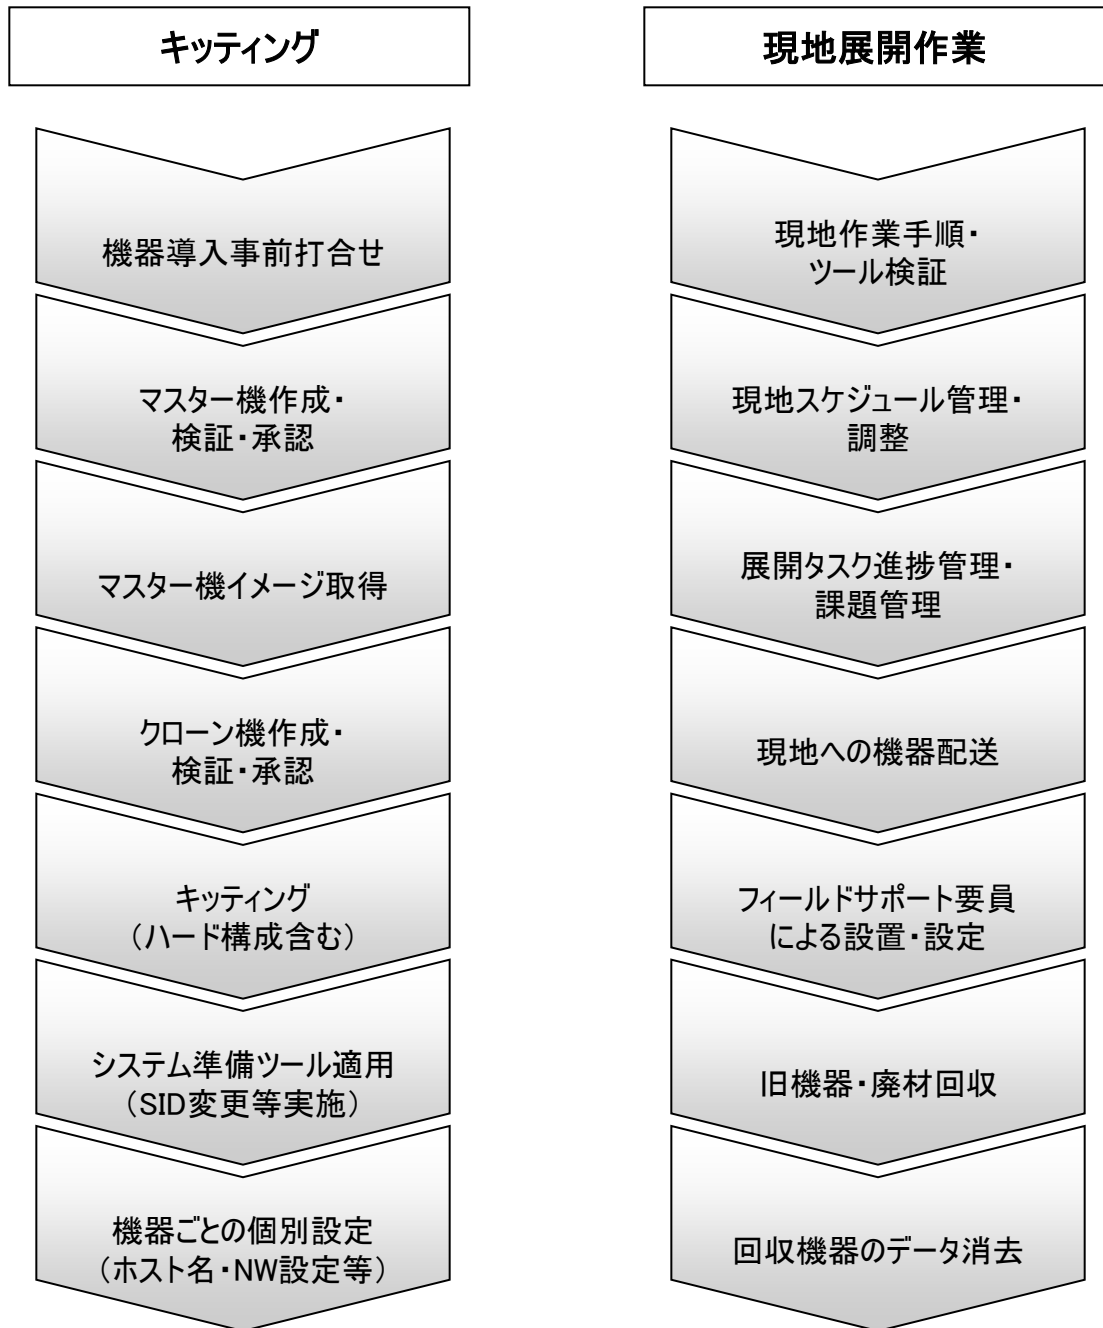 キッティング
機器導入事前打合せ
マスター機作成・
検証・承認
マスター機イメージ取得
クローン機作成・
検証・承認
キッティング
（ハード構成含む）
システム準備ツール適用
（SID変更等実施）
機器ごとの個別設定
（ホスト名・NW設定等）
現地展開作業
現地作業手順・
ツール検証
現地スケジュール管理・
調整
展開タスク進捗管理・
課題管理
現地への機器配送
フィールドサポート要員
による設置・設定
旧機器・廃材回収
回収機器のデータ消去